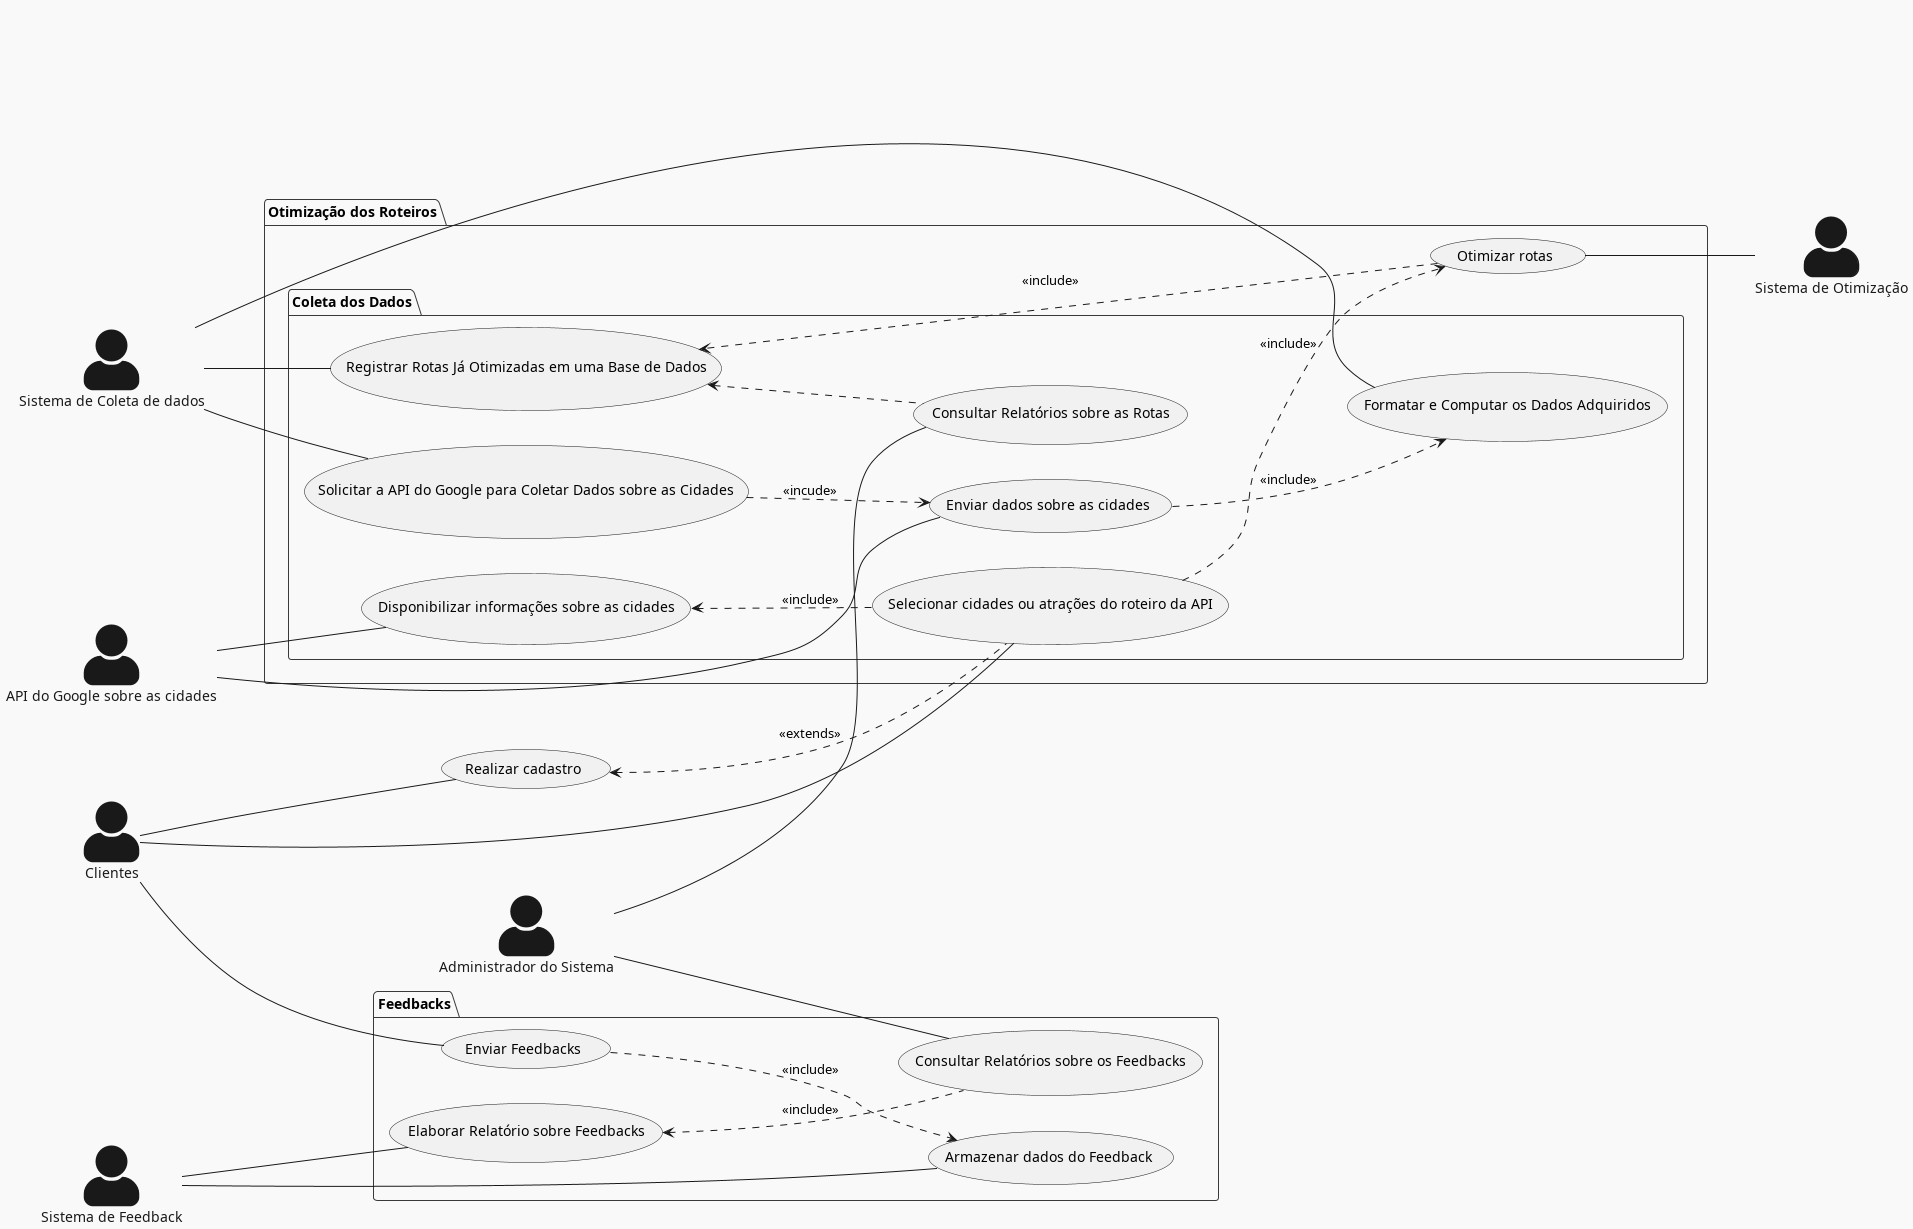 Otimização dos Roteiros
Otimizar rotas
Sistema de Otimização
«include»
Coleta dos Dados
«include»
Registrar Rotas Já Otimizadas em uma Base de Dados
Sistema de Coleta de dados
Consultar Relatórios sobre as Rotas
Formatar e Computar os Dados Adquiridos
«include»
Solicitar a API do Google para Coletar Dados sobre as Cidades
«incude»
Enviar dados sobre as cidades
Disponibilizar informações sobre as cidades
«include»
Selecionar cidades ou atrações do roteiro da API
API do Google sobre as cidades
«extends»
Realizar cadastro
Clientes
Administrador do Sistema
Feedbacks
Enviar Feedbacks
«include»
Consultar Relatórios sobre os Feedbacks
«include»
Elaborar Relatório sobre Feedbacks
Armazenar dados do Feedback
Sistema de Feedback